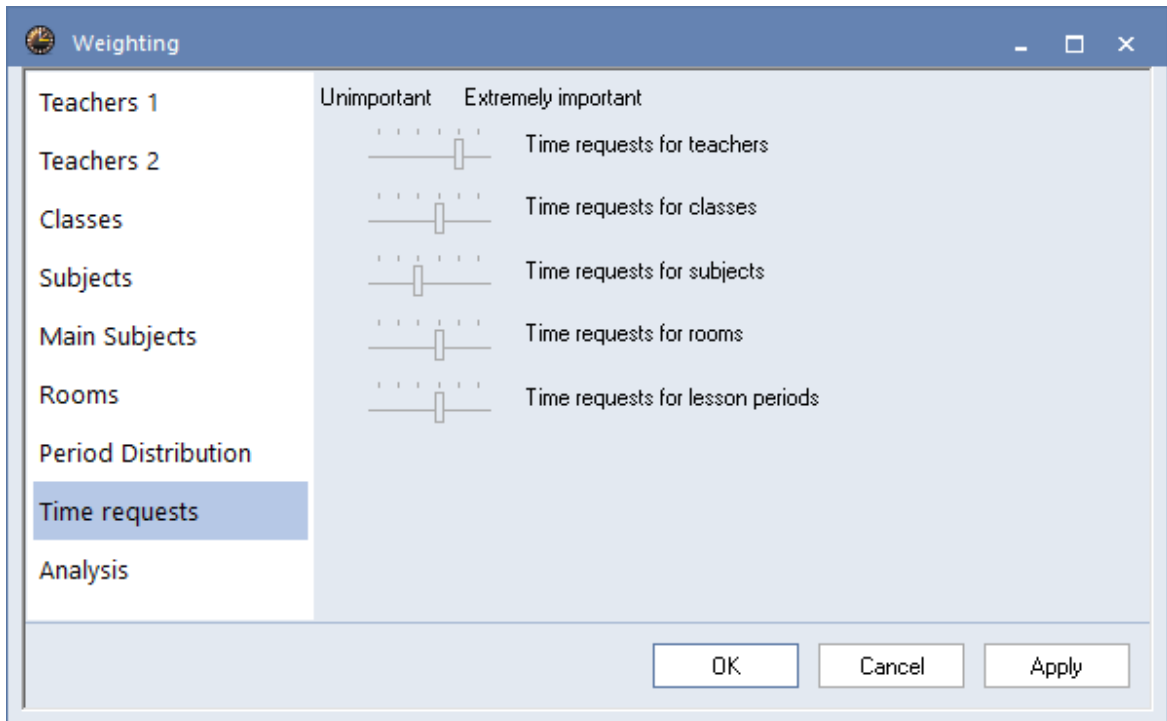 Weighting
Teachers 1
Teachers 2
Classes
Subjects
Main Subjects
Rooms
Period Distribution
Time requests
Analysis
Unimportant Extremely important
Time requests for teachers
Time requests for classes
Time requests for subjects
Time requests for rooms
Time requests for lesson periods
OK Cancel Apply